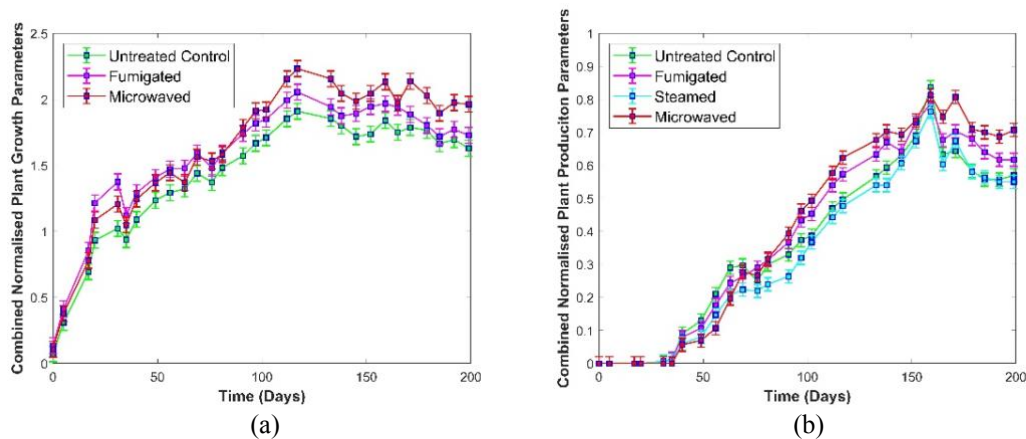 2.5
2
1.5
1
0.5
0
0
50
100
150
200
Combined Normalised Plant Growth Parameters
Time (Days)
Untreated Control
Fumigated
Microwaved
(a)
1
0.9
0.8
0.7
0.6
0.5
0.4
0.3
0.2
0.1
0
0
50
100
150
200
Combined Normalised Plant Produciton Parameters
Time (Days)
Untreated Control
Fumigated
Steamed
Microwaved
(b)